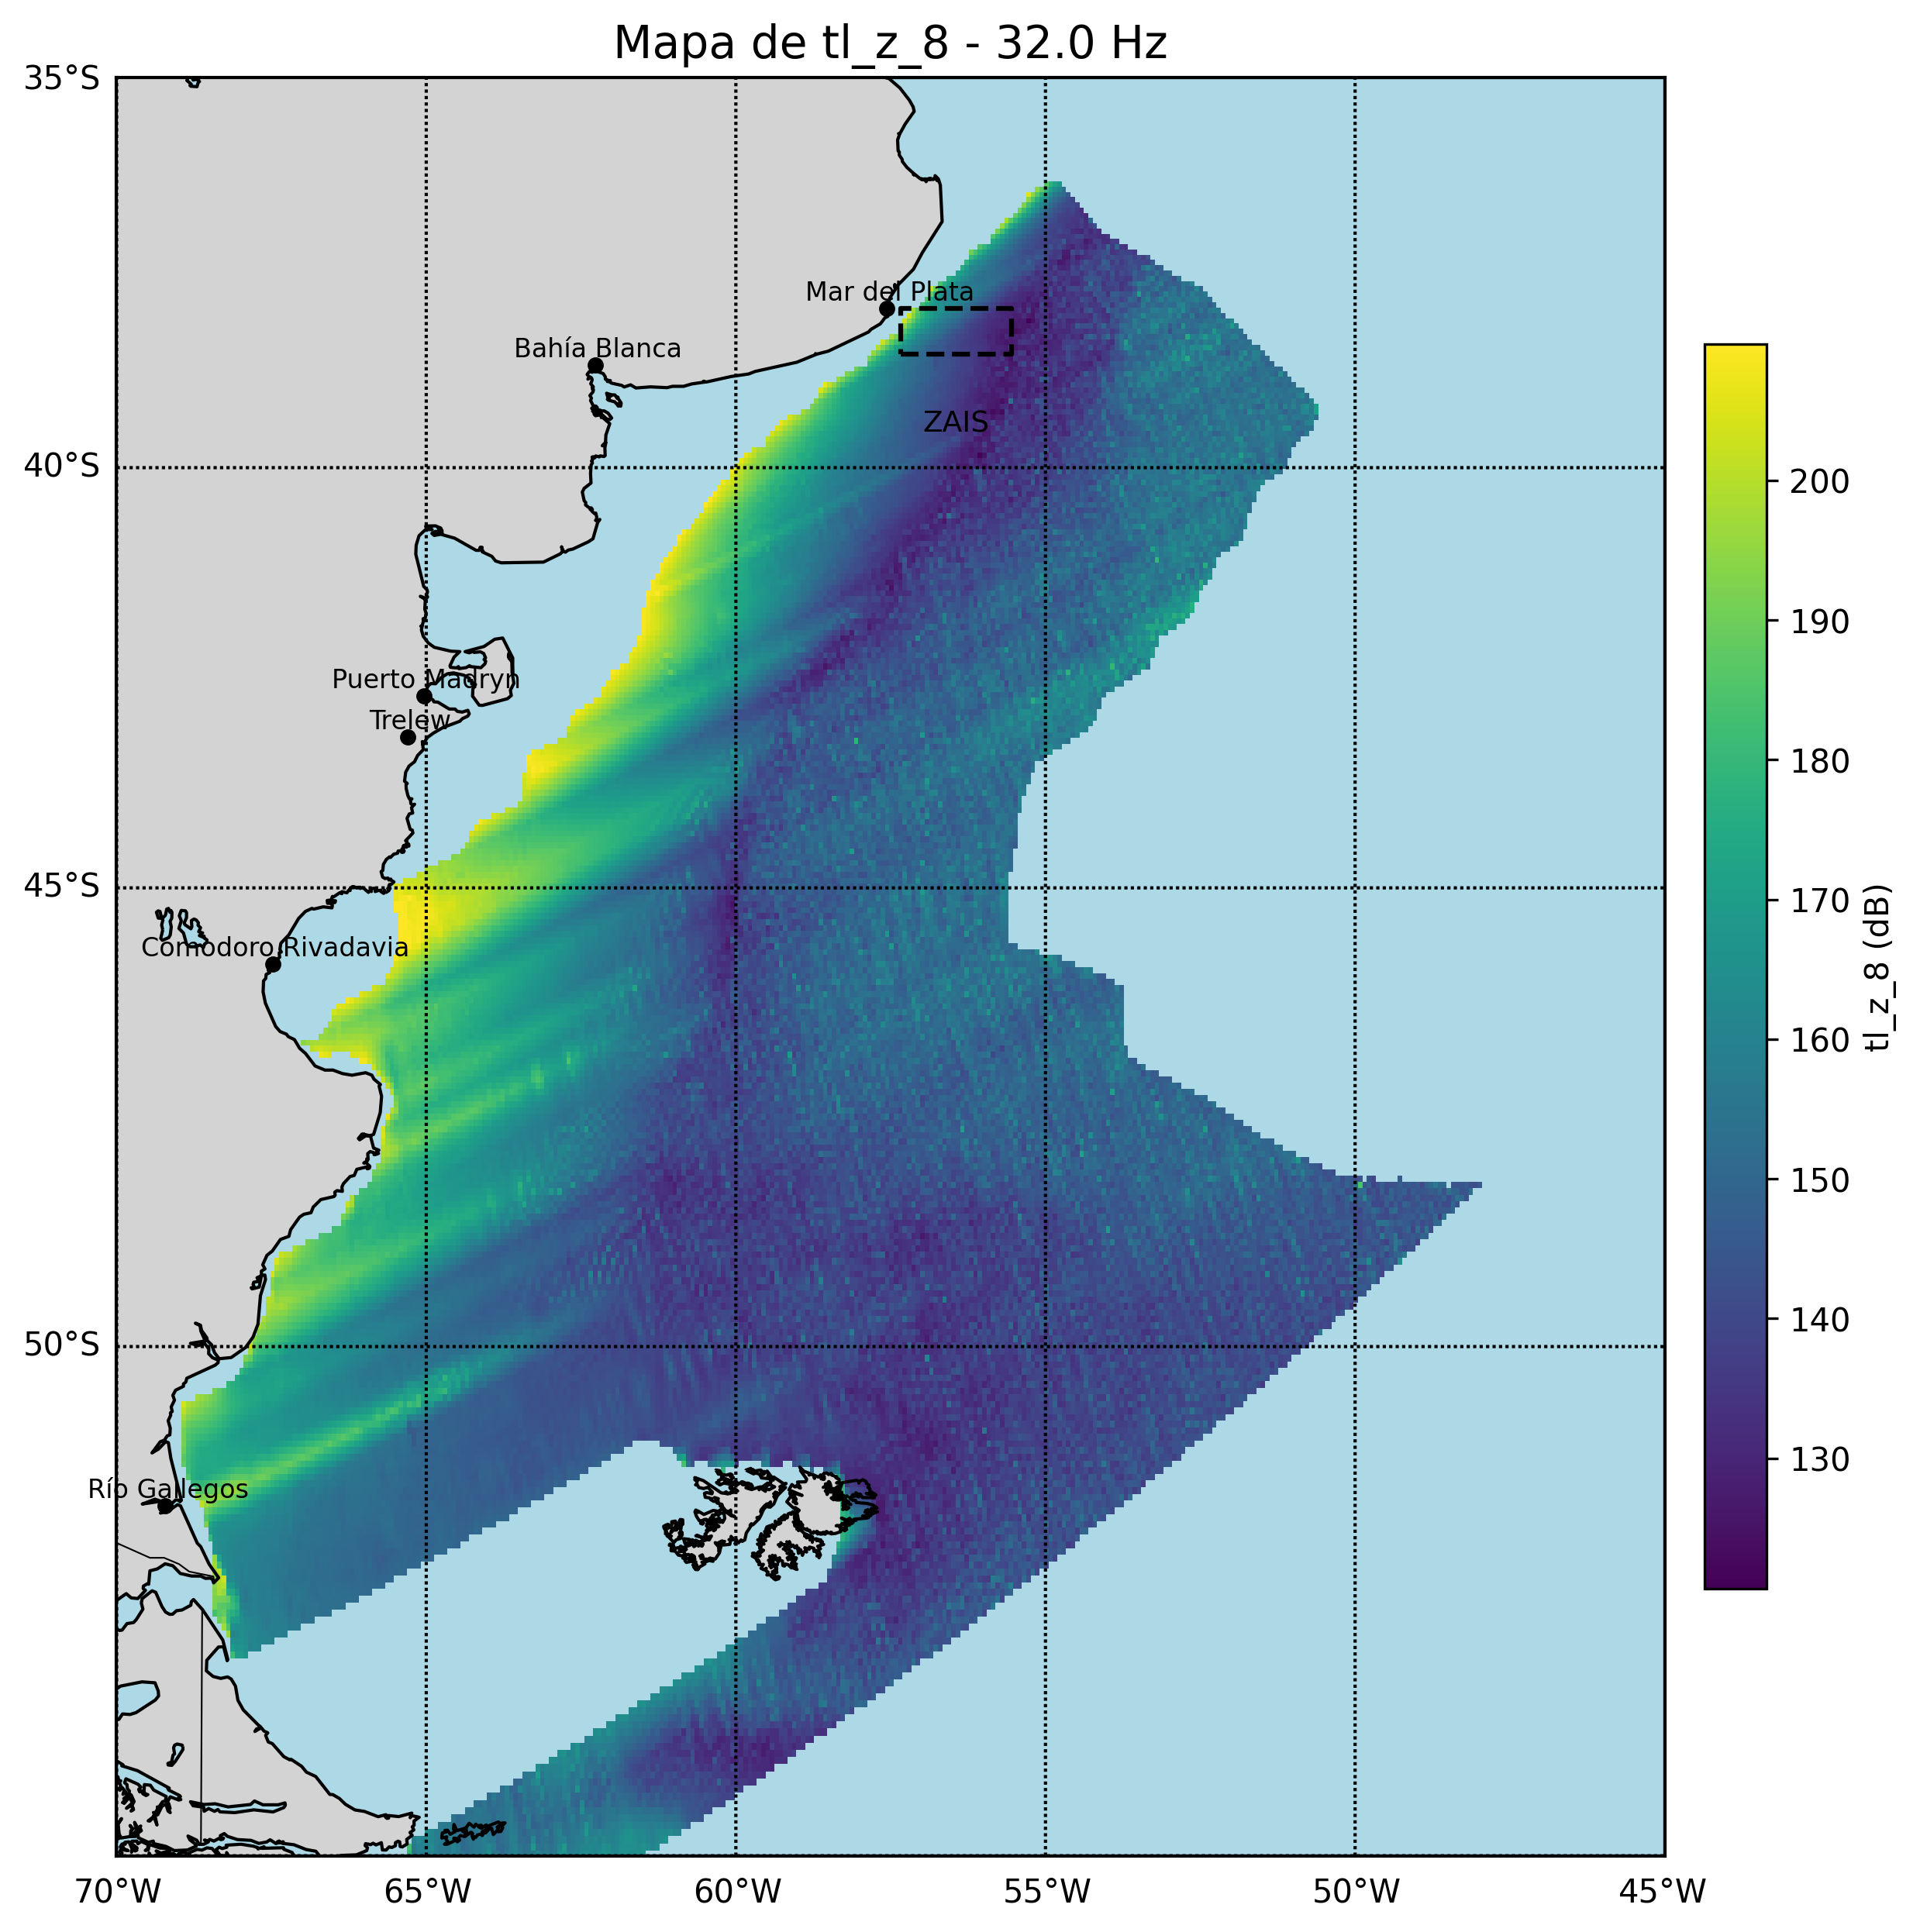 Mapa de tl_z_8 - 32.0 Hz
35°S
Mar del Plata
Bahía Blanca
ZAIS
40°S
200
190
Puerto Madryn
Trelew
180
45°S
170
tl_z_8 (dB)
Comodoro Rivadavia
160
150
140
50°S
130
Río Gallegos
70°W
65°W
60°W
55°W
50°W
45°W